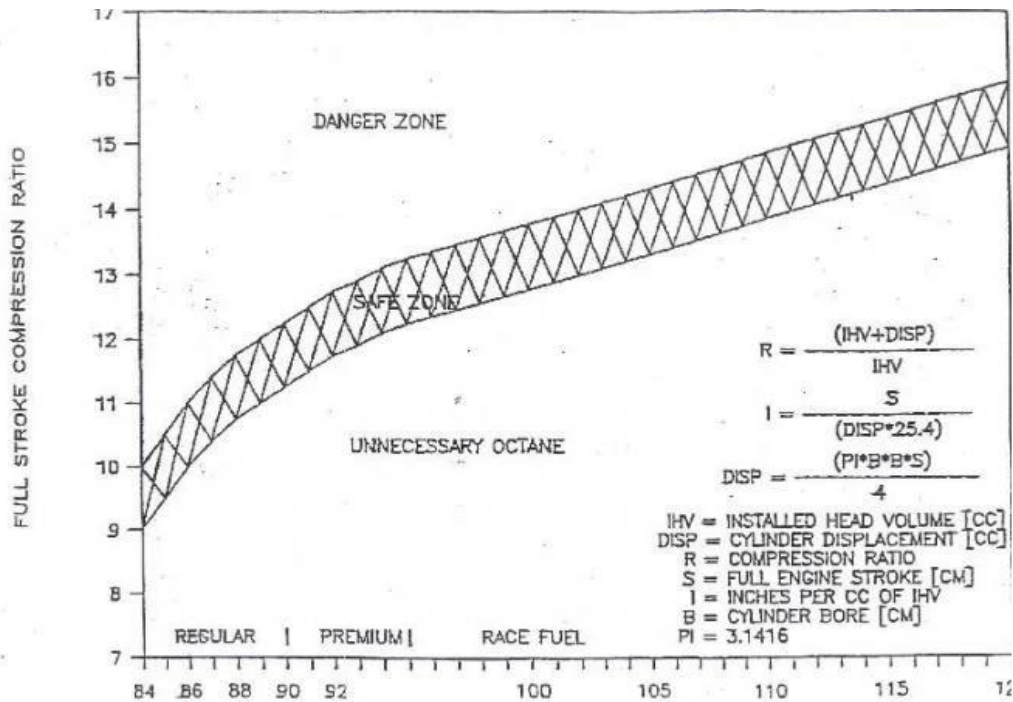 17
16
15
14
13
12
11
10
9
8
7
FULL STROKE COMPRESSION RATIO
DANGER ZONE
SAFE ZONE
UNNECESSARY OCTANE
R = (IHV+DISP)
IHV
I = S
(DISP*25.4)
DISP = (PI*B*B*S)
4
IHV = INSTALLED HEAD VOLUME [CC]
DISP = CYLINDER DISPLACEMENT [CC]
R = COMPRESSION RATIO
S = FULL ENGINE STROKE [CM]
I = INCHES PER CC OF IHV
B = CYLINDER BORE [CM]
PI = 3.1416
REGULAR PREMIUM RACE FUEL
84 86 88 90 92 100 105 110 115 12